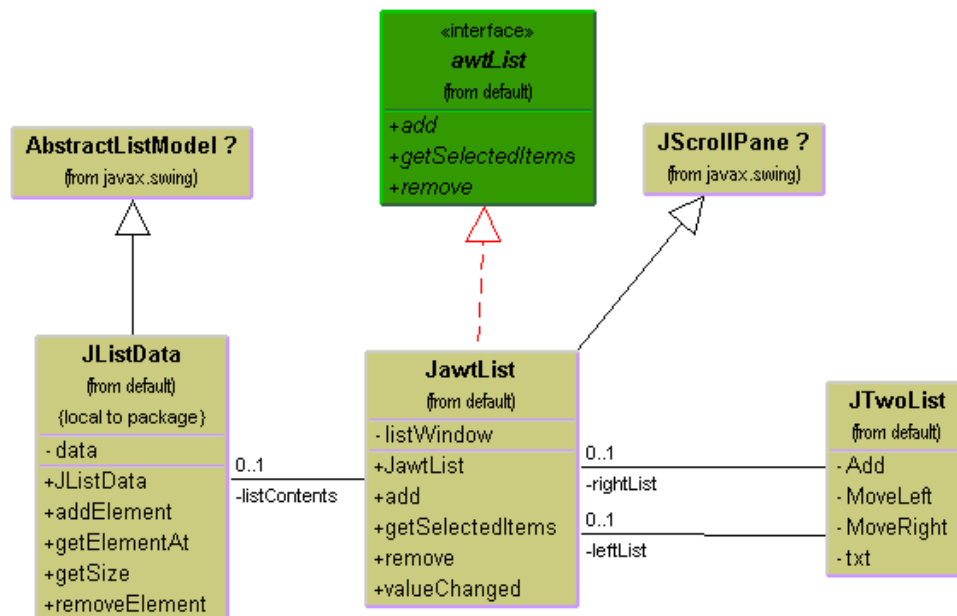 «interface»
awtList
(from default)
+add
+getSelectedItems
+remove
AbstractListModel ?
(from javax.swing)
JScrollPane ?
(from javax.swing)
JListData
(from default)
{local to package}
- data
+JListData
+addElement
+getElementAt
+getSize
+removeElement
0..1
-listContents
JawtList
(from default)
- listWindow
+JawtList
+add
+getSelectedItems
+remove
+valueChanged
0..1
-rightList
0..1
-leftList
JTwoList
(from default)
- Add
- MoveLeft
- MoveRight
- txt